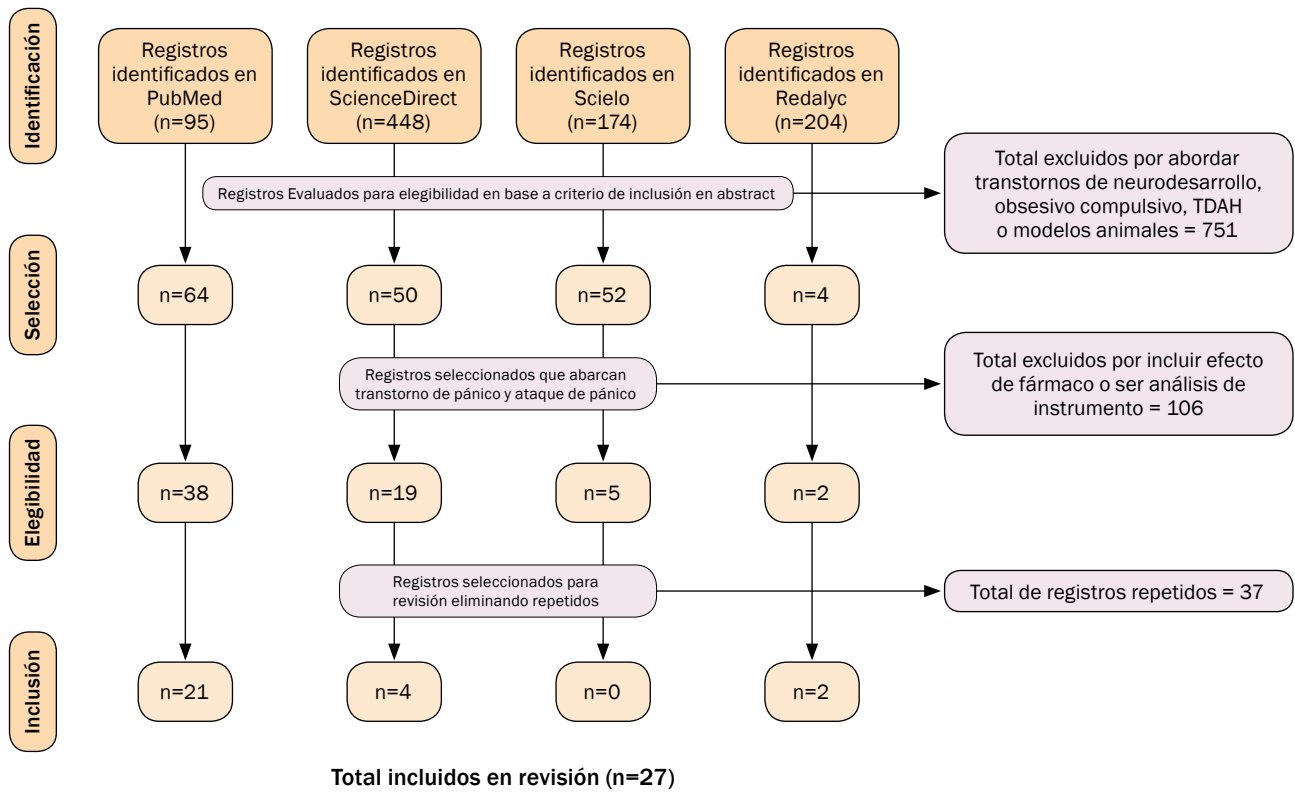 Identificación
Registros
identificados en
PubMed
(n=95)
Registros
identificados en
ScienceDirect
(n=448)
Registros
identificados en
Scielo
(n=174)
Registros
identificados en
Redalyc
(n=204)
Registros Evaluados para elegibilidad en base a criterio de inclusión en abstract
Total excluidos por abordar
transtornos de neurodesarrollo,
obsesivo compulsivo, TDAH
o modelos animales = 751
Selección
n=64
n=50
n=52
n=4
Registros seleccionados que abarcan
transtorno de pánico y ataque de pánico
Total excluidos por incluir efecto
de fármaco o ser análisis de
instrumento = 106
Elegibilidad
n=38
n=19
n=5
n=2
Registros seleccionados para
revisión eliminando repetidos
Total de registros repetidos = 37
Inclusión
n=21
n=4
n=0
n=2
Total incluidos en revisión (n=27)